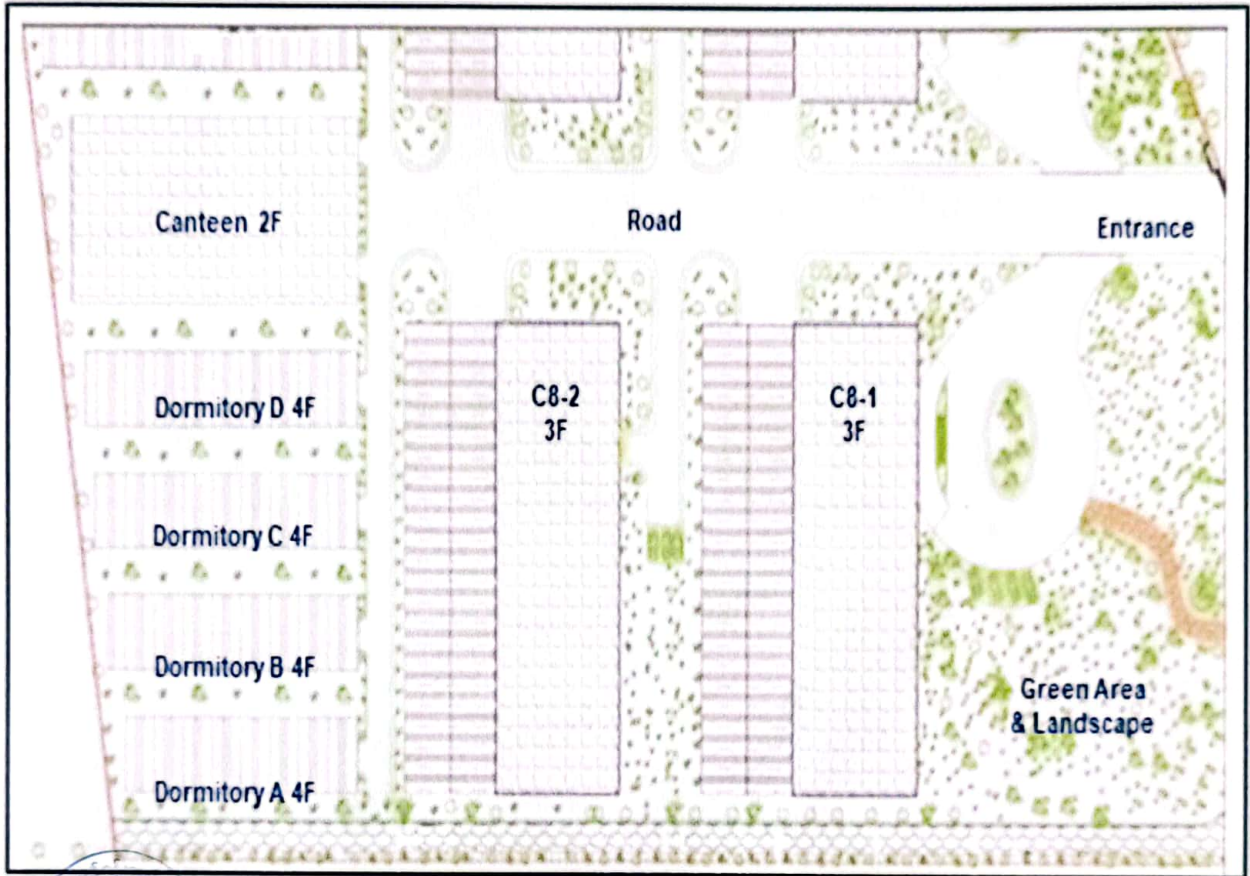 Canteen 2F
Road
Entrance
Dormitory D 4F
C8-2
3F
C8-1
3F
Dormitory C 4F
Dormitory B 4F
Green Area
& Landscape
Dormitory A 4F